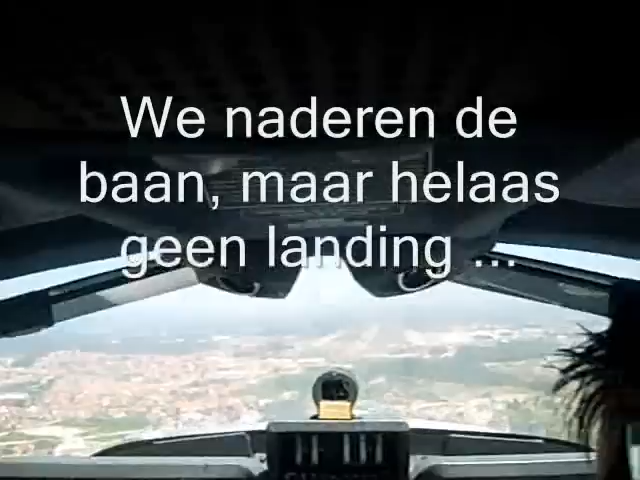 We naderen de
baan, maar helaas
geen landing ...